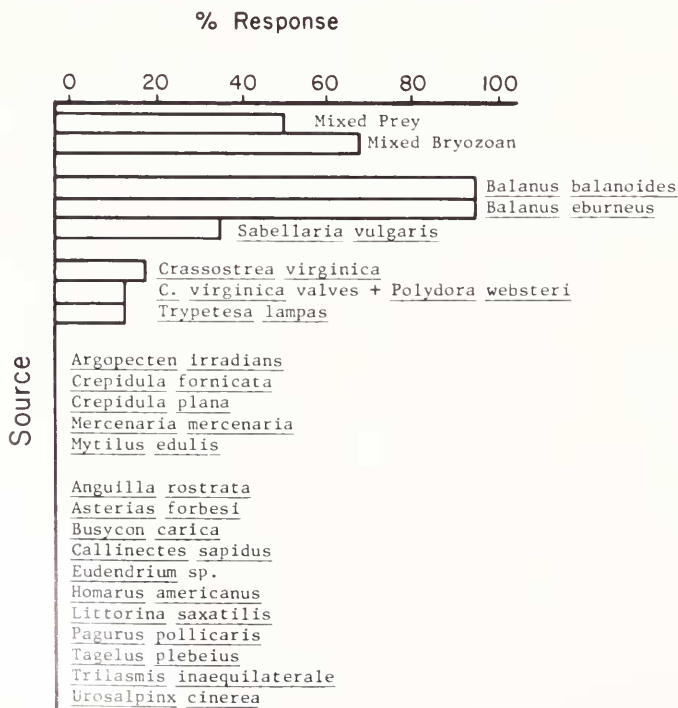 % Response
0 20 40 60 80 100
Mixed Prey
Mixed Bryozoan
Balanus balanoides
Balanus eburneus
Sabellaria vulgaris
Crassostrea virginica
C. virginica valves + Polydora websteri
Trypetesa lampas
Argopecten irradians
Crepidula fornicata
Crepidula plana
Mercenaria mercenaria
Mytilus edulis
Source
Anguilla rostrata
Asterias forbesi
Busycon carica
Callinectes sapidus
Eudendrium sp.
Homarus americanus
Littorina saxatilis
Pagurus pollicaris
Tagelus plebeius
Trilasmis inaequilaterale
Urosalpinx cinerea